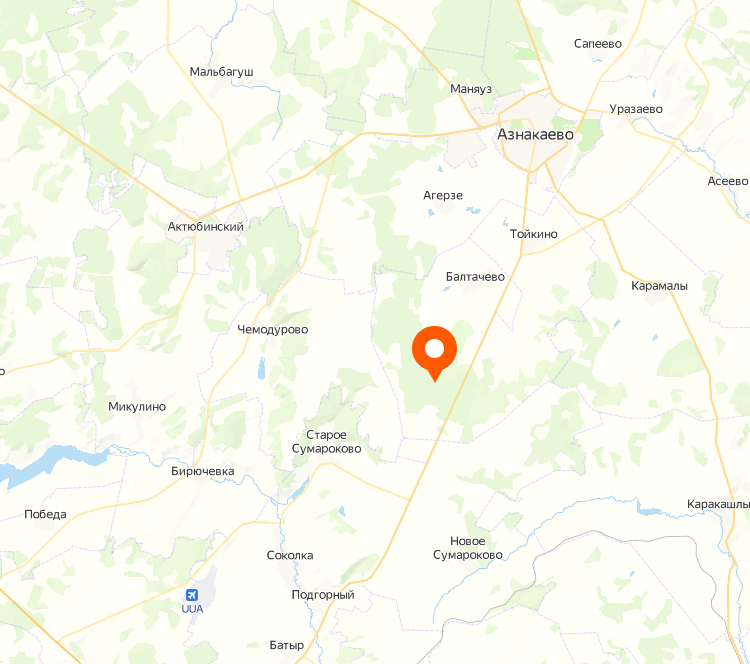 Сапеево
Мальбагуш
Маняуз
Уразаево
Азнакаево
Асеево
Агерзе
Актюбинский
Тойкино
Балтачево
Карамалы
Чемодурово
о
Микулино
Старое
Сумароково
Бирючевка
Каракашлы
Победа
Новое
Сумароково
Соколка
Подгорный
UUA
Батыр